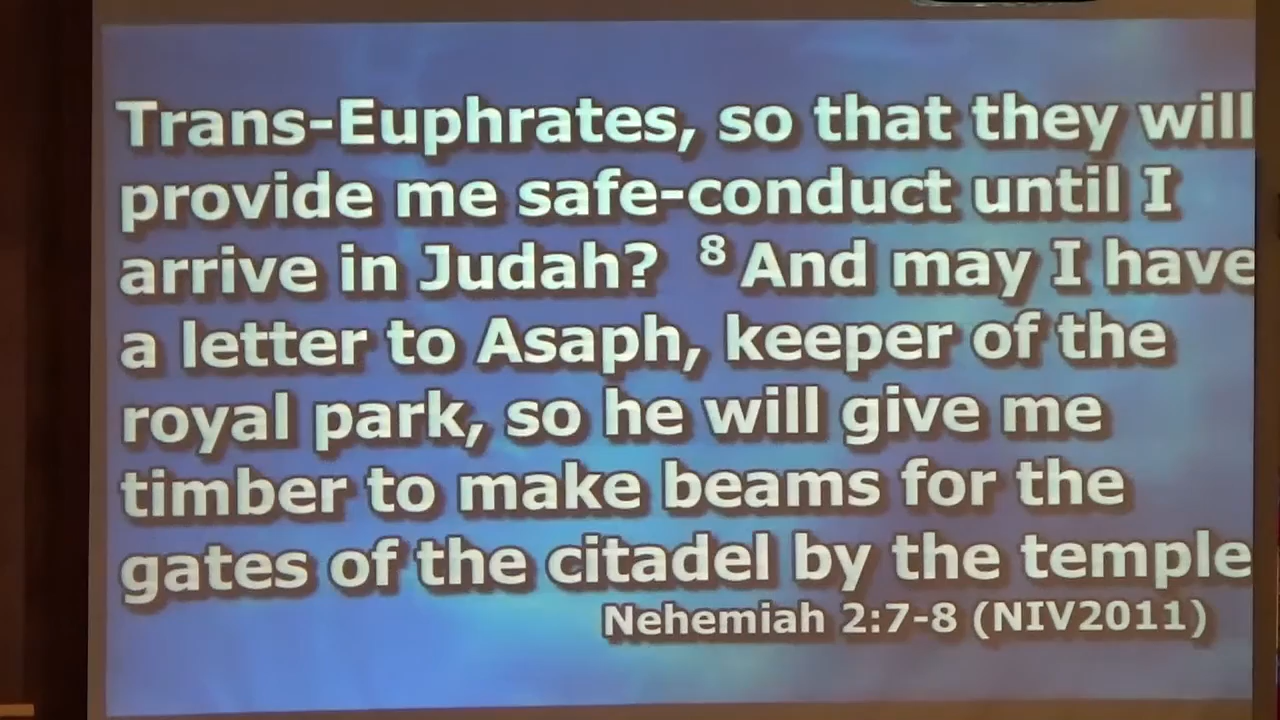 Trans-Euphrates, so that they will
provide me safe-conduct until I
arrive in Judah? 8 And may I have
a letter to Asaph, keeper of the
royal park, so he will give me
timber to make beams for the
gates of the citadel by the temple
Nehemiah 2:7-8 (NIV2011)